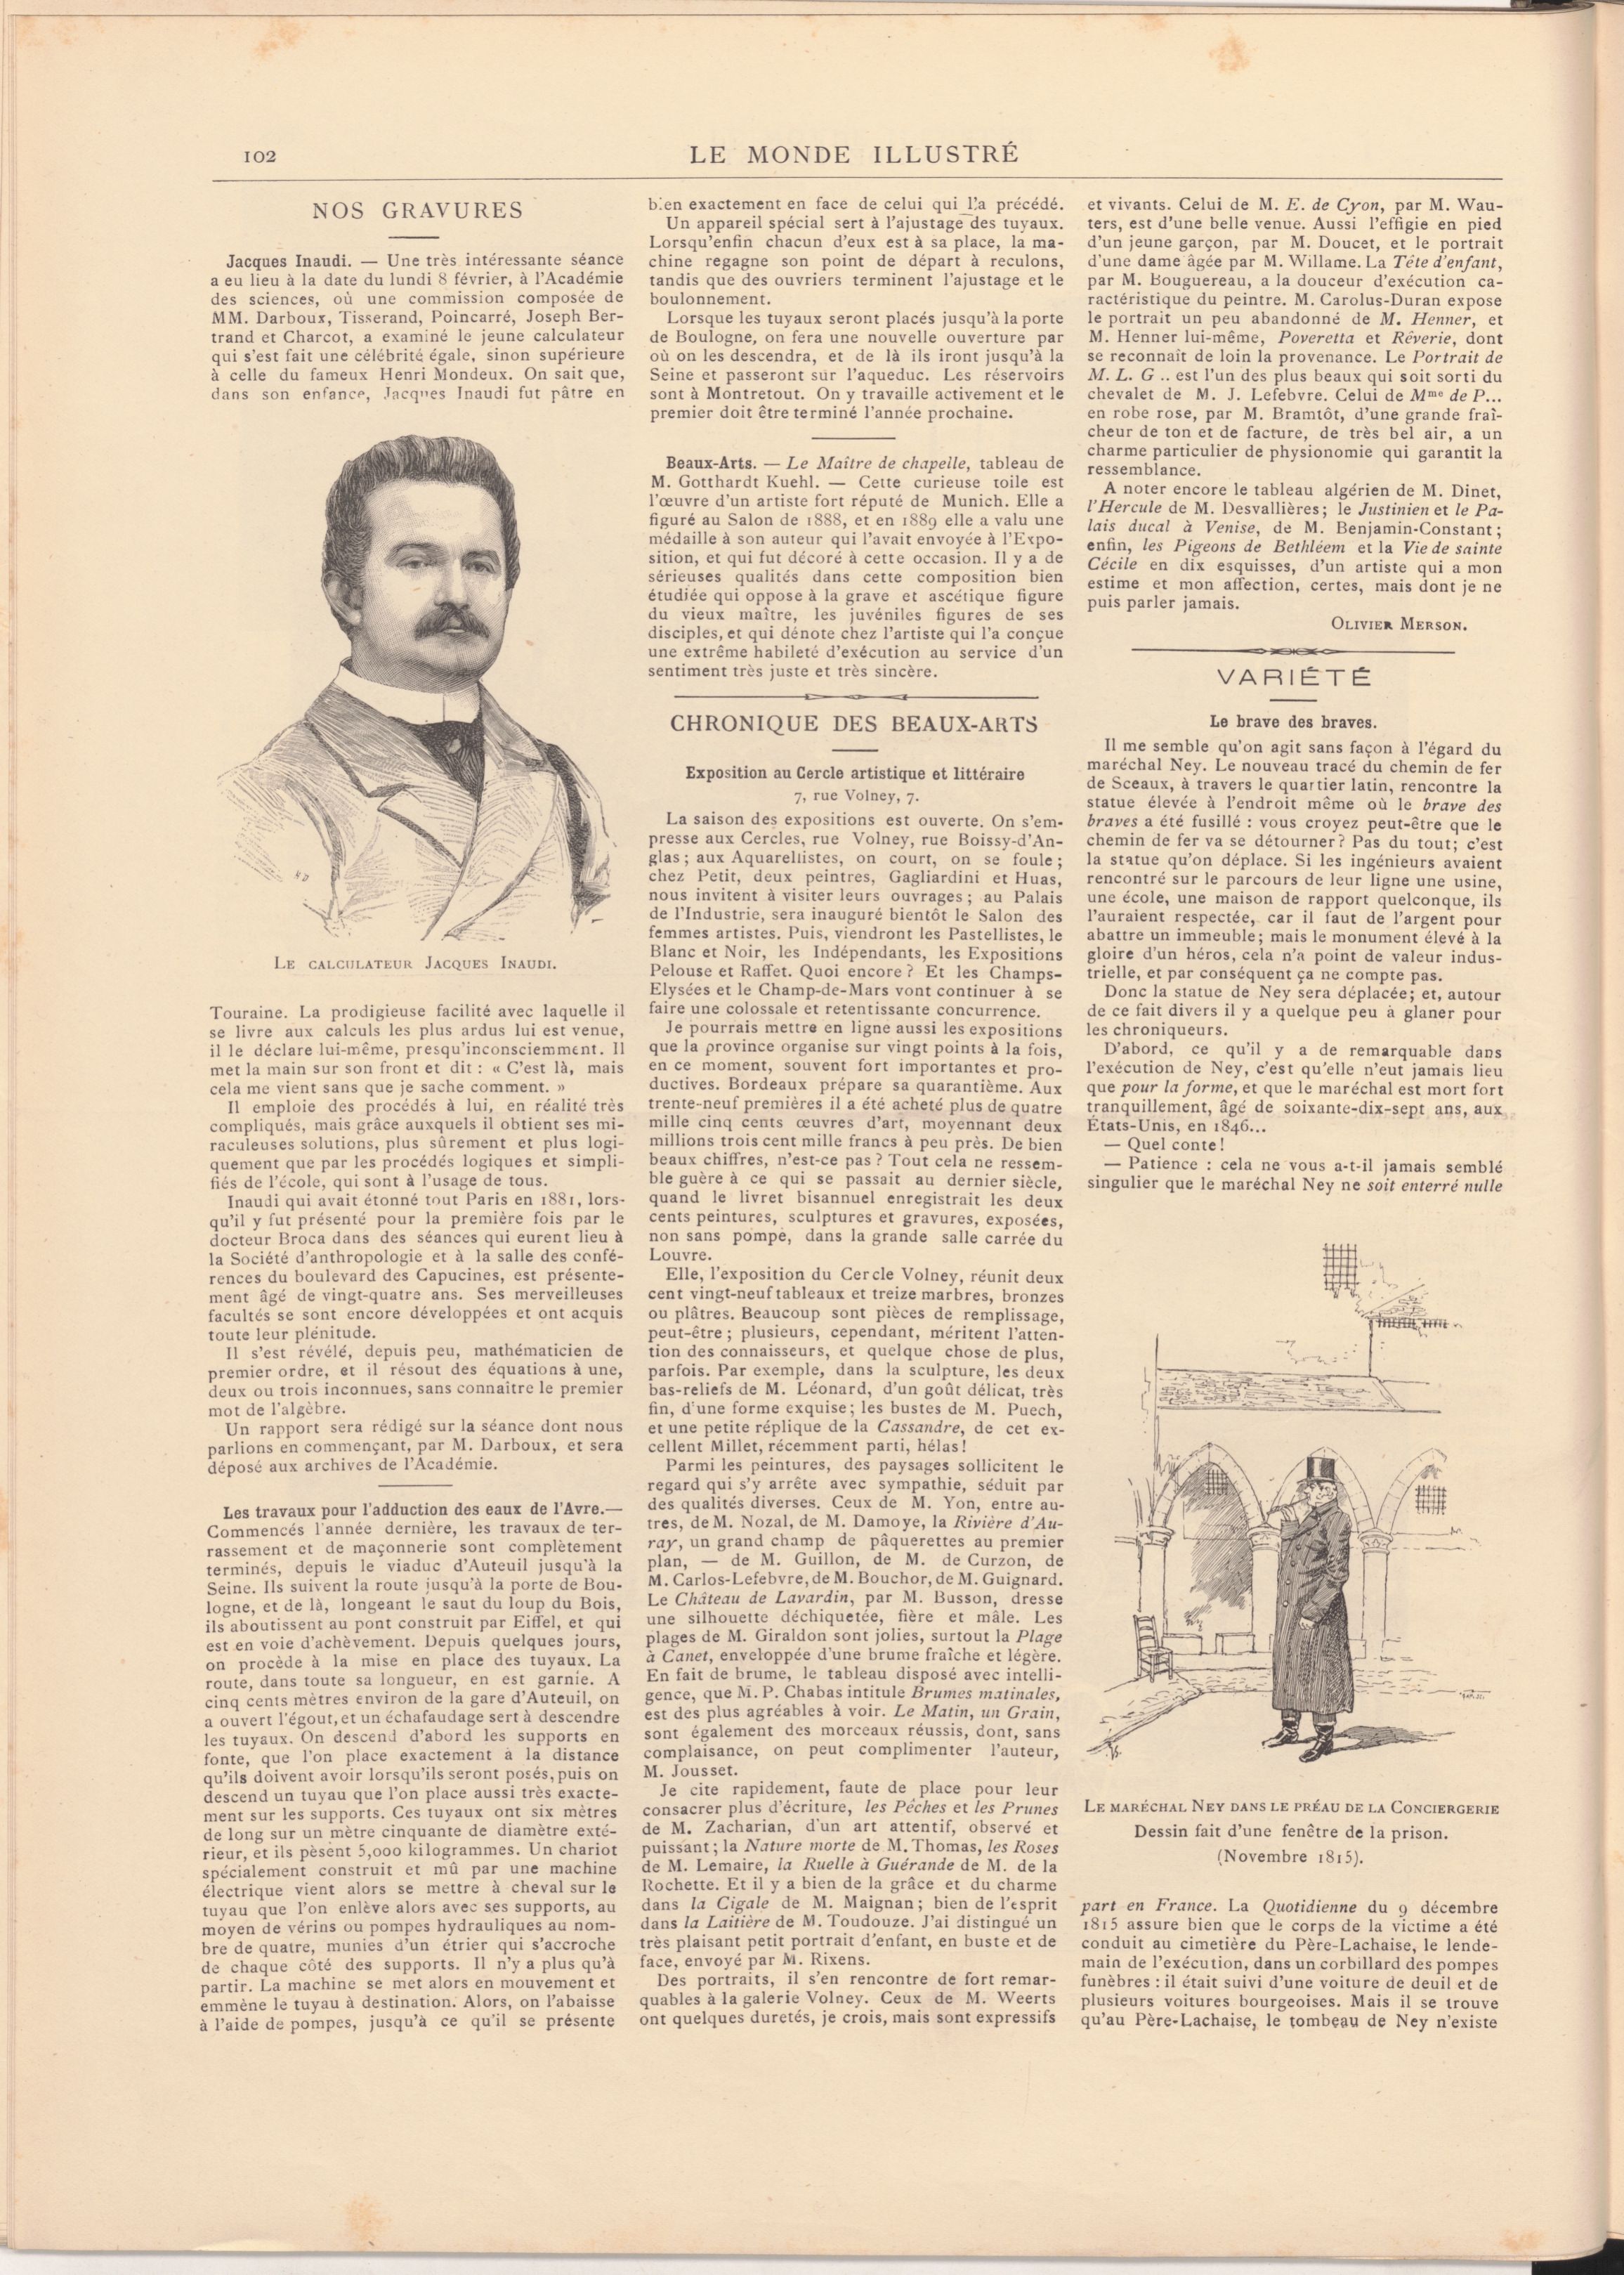 102
LE MONDE ILLUSTRÉ
NOS GRAVURES
Jacques Inaudi. — Une très intéressante séance
a eu lieu à la date du lundi 8 février, à l'Académie
des sciences, où une commission composée de
MM. Darboux, Tisserand, Poincarré, Joseph Ber-
trand et Charcot, a examiné le jeune calculateur
qui s'est fait une célébrité égale, sinon supérieure
à celle du fameux Henri Mondeux. On sait que,
dans son enfance, Jacques Inaudi fut pâtre en
LE CALCULATEUR JACQUES INAUDI.
Touraine. La prodigieuse facilité avec laquelle il
se livre aux calculs les plus ardus lui est venue,
il le déclare lui-même, presqu'inconsciemment. Il
met la main sur son front et dit : « C'est là, mais
cela me vient sans que je sache comment. »
Il emploie des procédés à lui, en réalité très
compliqués, mais grâce auxquels il obtient ses mi-
raculeuses solutions, plus sûrement et plus logi-
quement que par les procédés logiques et simpli-
fiés de l'école, qui sont à l'usage de tous.
Inaudi qui avait étonné tout Paris en 1881, lors-
qu'il y fut présenté pour la première fois par le
docteur Broca dans des séances qui eurent lieu à
la Société d'anthropologie et à la salle des confé-
rences du boulevard des Capucines, est présente-
ment âgé de vingt-quatre ans. Ses merveilleuses
facultés se sont encore développées et ont acquis
toute leur plénitude.
Il s'est révélé, depuis peu, mathématicien de
premier ordre, et il résout des équations à une,
deux ou trois inconnues, sans connaitre le premier
mot de l'algèbre.
Un rapport sera rédigé sur la séance dont nous
parlions en commençant, par M. Darboux, et sera
déposé aux archives de l'Académie.
Les travaux pour l'adduction des eaux de l'Avre.—
Commencés l'année dernière, les travaux de ter-
rassement et de maçonnerie sont complètement
terminés, depuis le viaduc d'Auteuil jusqu'à la
Seine. Ils suivent la route jusqu'à la porte de Bou-
logne, et de là, longeant le saut du loup du Bois,
ils aboutissent au pont construit par Eiffel, et qui
est en voie d'achèvement. Depuis quelques jours,
on procède à la mise en place des tuyaux. La
route, dans toute sa longueur, en est garnie. A
cinq cents mètres environ de la gare d'Auteuil, on
a ouvert l'égout, et un échafaudage sert à descendre
les tuyaux. On descend d'abord les supports en
fonte, que l'on place exactement à la distance
qu'ils doivent avoir lorsqu'ils seront posés, puis on
descend un tuyau que l'on place aussi très exacte-
ment sur les supports. Ces tuyaux ont six mètres
de long sur un mètre cinquante de diamètre exté-
rieur, et ils pèsent 5,000 kilogrammes. Un chariot
spécialement construit et mû par une machine
électrique vient alors se mettre à cheval sur le
tuyau que l'on enlève alors avec ses supports, au
moyen de vérins ou pompes hydrauliques au nom-
bre de quatre, munies d'un étrier qui s'accroche
de chaque côté des supports. Il n'y a plus qu'à
partir. La machine se met alors en mouvement et
emmène le tuyau à destination. Alors, on l'abaisse
à l'aide de pompes, jusqu'à ce qu'il se présente
bien exactement en face de celui qui l'a précédé.
Un appareil spécial sert à l'ajustage des tuyaux.
Lorsqu'enfin chacun d'eux est à sa place, la ma-
chine regagne son point de départ à reculons,
tandis que des ouvriers terminent l'ajustage et le
boulonnement.
Lorsque les tuyaux seront placés jusqu'à la porte
de Boulogne, on fera une nouvelle ouverture par
où on les descendra, et de là ils iront jusqu'à la
Seine et passeront sur l'aqueduc. Les réservoirs
sont à Montretout. On y travaille activement et le
premier doit être terminé l'année prochaine.
Beaux-Arts. — Le Maître de chapelle, tableau de
M. Gotthardt Kuehl. — Cette curieuse toile est
l'œuvre d'un artiste fort réputé de Munich. Elle a
figuré au Salon de 1888, et en 1889 elle a valu une
médaille à son auteur qui l'avait envoyée à l'Expo-
sition, et qui fut décoré à cette occasion. Il y a de
sérieuses qualités dans cette composition bien
étudiée qui oppose à la grave et ascétique figure
du vieux maître, les juvéniles figures de ses
disciples, et qui dénote chez l'artiste qui l'a conçue
une extrême habileté d'exécution au service d'un
sentiment très juste et très sincère.
CHRONIQUE DES BEAUX-ARTS
Exposition au Cercle artistique et littéraire
7, rue Volney, 7.
La saison des expositions est ouverte. On s'em-
presse aux Cercles, rue Volney, rue Boissy-d'An-
glas ; aux Aquarellistes, on court, on se foule ;
chez Petit, deux peintres, Gagliardini et Huas,
nous invitent à visiter leurs ouvrages ; au Palais
de l'Industrie, sera inauguré bientôt le Salon des
femmes artistes. Puis, viendront les Pastellistes, le
Blanc et Noir, les Indépendants, les Expositions
Pelouse et Raffet. Quoi encore ? Et les Champs-
Elysées et le Champ-de-Mars vont continuer à se
faire une colossale et retentissante concurrence.
Je pourrais mettre en ligne aussi les expositions
que la province organise sur vingt points à la fois,
en ce moment, souvent fort importantes et pro-
ductives. Bordeaux prépare sa quarantième. Aux
trente-neuf premières il a été acheté plus de quatre
mille cinq cents œuvres d'art, moyennant deux
millions trois cent mille francs à peu près. De bien
beaux chiffres, n'est-ce pas ? Tout cela ne ressem-
ble guère à ce qui se passait au dernier siècle,
quand le livret bisannuel enregistrait les deux
cents peintures, sculptures et gravures, exposées,
non sans pompe, dans la grande salle carrée du
Louvre.
Elle, l'exposition du Cercle Volney, réunit deux
cent vingt-neuf tableaux et treize marbres, bronzes
ou plâtres. Beaucoup sont pièces de remplissage,
peut-être ; plusieurs, cependant, méritent l'atten-
tion des connaisseurs, et quelque chose de plus,
parfois. Par exemple, dans la sculpture, les deux
bas-reliefs de M. Léonard, d'un goût délicat, très
fin, d'une forme exquise ; les bustes de M. Puech,
et une petite réplique de la Cassandre, de cet ex-
cellent Millet, récemment parti, hélas !
Parmi les peintures, des paysages sollicitent le
regard qui s'y arrête avec sympathie, séduit par
des qualités diverses. Ceux de M. Yon, entre au-
tres, de M. Nozal, de M. Damoye, la Rivière d'Au-
ray, un grand champ de pâquerettes au premier
plan, — de M. Guillon, de M. de Curzon, de
M. Carlos-Lefebvre, de M. Bouchor, de M. Guignard.
Le Château de Lavardin, par M. Busson, dresse
une silhouette déchiquetée, fière et mâle. Les
plages de M. Giraldon sont jolies, surtout la Plage
à Canet, enveloppée d'une brume fraîche et légère.
En fait de brume, le tableau disposé avec intelli-
gence, que M. P. Chabas intitule Brumes matinales,
est des plus agréables à voir. Le Matin, un Grain,
sont également des morceaux réussis, dont, sans
complaisance, on peut complimenter l'auteur,
M. Jousset.
Je cite rapidement, faute de place pour leur
consacrer plus d'écriture, les Pêches et les Prunes
de M. Zacharian, d'un art attentif, observé et
puissant ; la Nature morte de M. Thomas, les Roses
de M. Lemaire, la Ruelle à Guérande de M. de la
Rochette. Et il y a bien de la grâce et du charme
dans la Cigale de M. Maignan ; bien de l'esprit
dans la Laitière de M. Toudouze. J'ai distingué un
très plaisant petit portrait d'enfant, en buste et de
face, envoyé par M. Rixens.
Des portraits, il s'en rencontre de fort remar-
quables à la galerie Volney. Ceux de M. Weerts
ont quelques duretés, je crois, mais sont expressifs
et vivants. Celui de M. E. de Cyon, par M. Wau-
ters, est d'une belle venue. Aussi l'effigie en pied
d'un jeune garçon, par M. Doucet, et le portrait
d'une dame âgée par M. Willame. La Tête d'enfant,
par M. Bouguereau, a la douceur d'exécution ca-
ractéristique du peintre. M. Carolus-Duran expose
le portrait un peu abandonné de M. Henner, et
M. Henner lui-même, Poveretta et Rêverie, dont
se reconnaît de loin la provenance. Le Portrait de
M. L. G .. est l'un des plus beaux qui soit sorti du
chevalet de M. J. Lefebvre. Celui de Mme de P...
en robe rose, par M. Bramtôt, d'une grande fraî-
cheur de ton et de facture, de très bel air, a un
charme particulier de physionomie qui garantit la
ressemblance.
A noter encore le tableau algérien de M. Dinet,
l'Hercule de M. Desvallières ; le Justinien et le Pa-
lais ducal à Venise, de M. Benjamin-Constant ;
enfin, les Pigeons de Bethléem et la Vie de sainte
Cécile en dix esquisses, d'un artiste qui a mon
estime et mon affection, certes, mais dont je ne
puis parler jamais.
OLIVIER MERSON.
VARIÉTÉ
Le brave des braves.
Il me semble qu'on agit sans façon à l'égard du
maréchal Ney. Le nouveau tracé du chemin de fer
de Sceaux, à travers le quartier latin, rencontre la
statue élevée à l'endroit même où le brave des
braves a été fusillé : vous croyez peut-être que le
chemin de fer va se détourner ? Pas du tout ; c'est
la statue qu'on déplace. Si les ingénieurs avaient
rencontré sur le parcours de leur ligne une usine,
une école, une maison de rapport quelconque, ils
l'auraient respectée, car il faut de l'argent pour
abattre un immeuble ; mais le monument élevé à la
gloire d'un héros, cela n'a point de valeur indus-
trielle, et par conséquent ça ne compte pas.
Donc la statue de Ney sera déplacée ; et, autour
de ce fait divers il y a quelque peu à glaner pour
les chroniqueurs.
D'abord, ce qu'il y a de remarquable dans
l'exécution de Ney, c'est qu'elle n'eut jamais lieu
que pour la forme, et que le maréchal est mort fort
tranquillement, âgé de soixante-dix-sept ans, aux
États-Unis, en 1846...
— Quel conte !
— Patience : cela ne vous a-t-il jamais semblé
singulier que le maréchal Ney ne soit enterré nulle
LE MARÉCHAL NEY DANS LE PRÉAU DE LA CONCIERGERIE
Dessin fait d'une fenêtre de la prison.
(Novembre 1815).
part en France. La Quotidienne du 9 décembre
1815 assure bien que le corps de la victime a été
conduit au cimetière du Père-Lachaise, le lende-
main de l'exécution, dans un corbillard des pompes
funèbres : il était suivi d'une voiture de deuil et de
plusieurs voitures bourgeoises. Mais il se trouve
qu'au Père-Lachaise, le tombeau de Ney n'existe